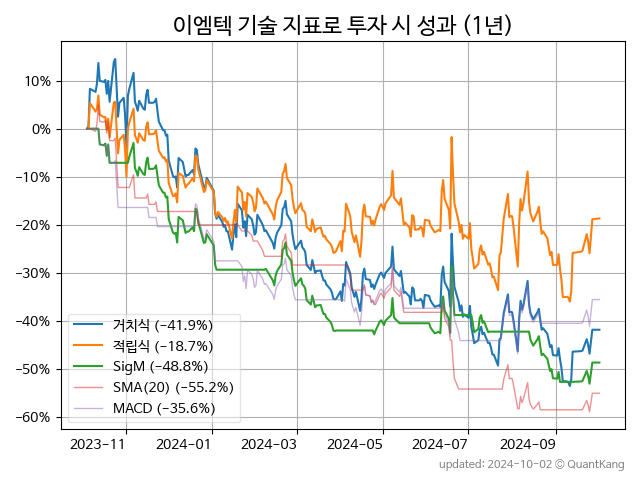 이엠텍 기술 지표로 투자 시 성과 (1년)
10%
0%
−10%
−20%
−30%
−40%
−50%
−60%
거치식 (−41.9%)
적립식 (−18.7%)
SigM (−48.8%)
SMA(20) (−55.2%)
MACD (−35.6%)
2023−11
2024−01
2024−03
2024−05
2024−07
2024−09
updated: 2024-10-02 © QuantKang